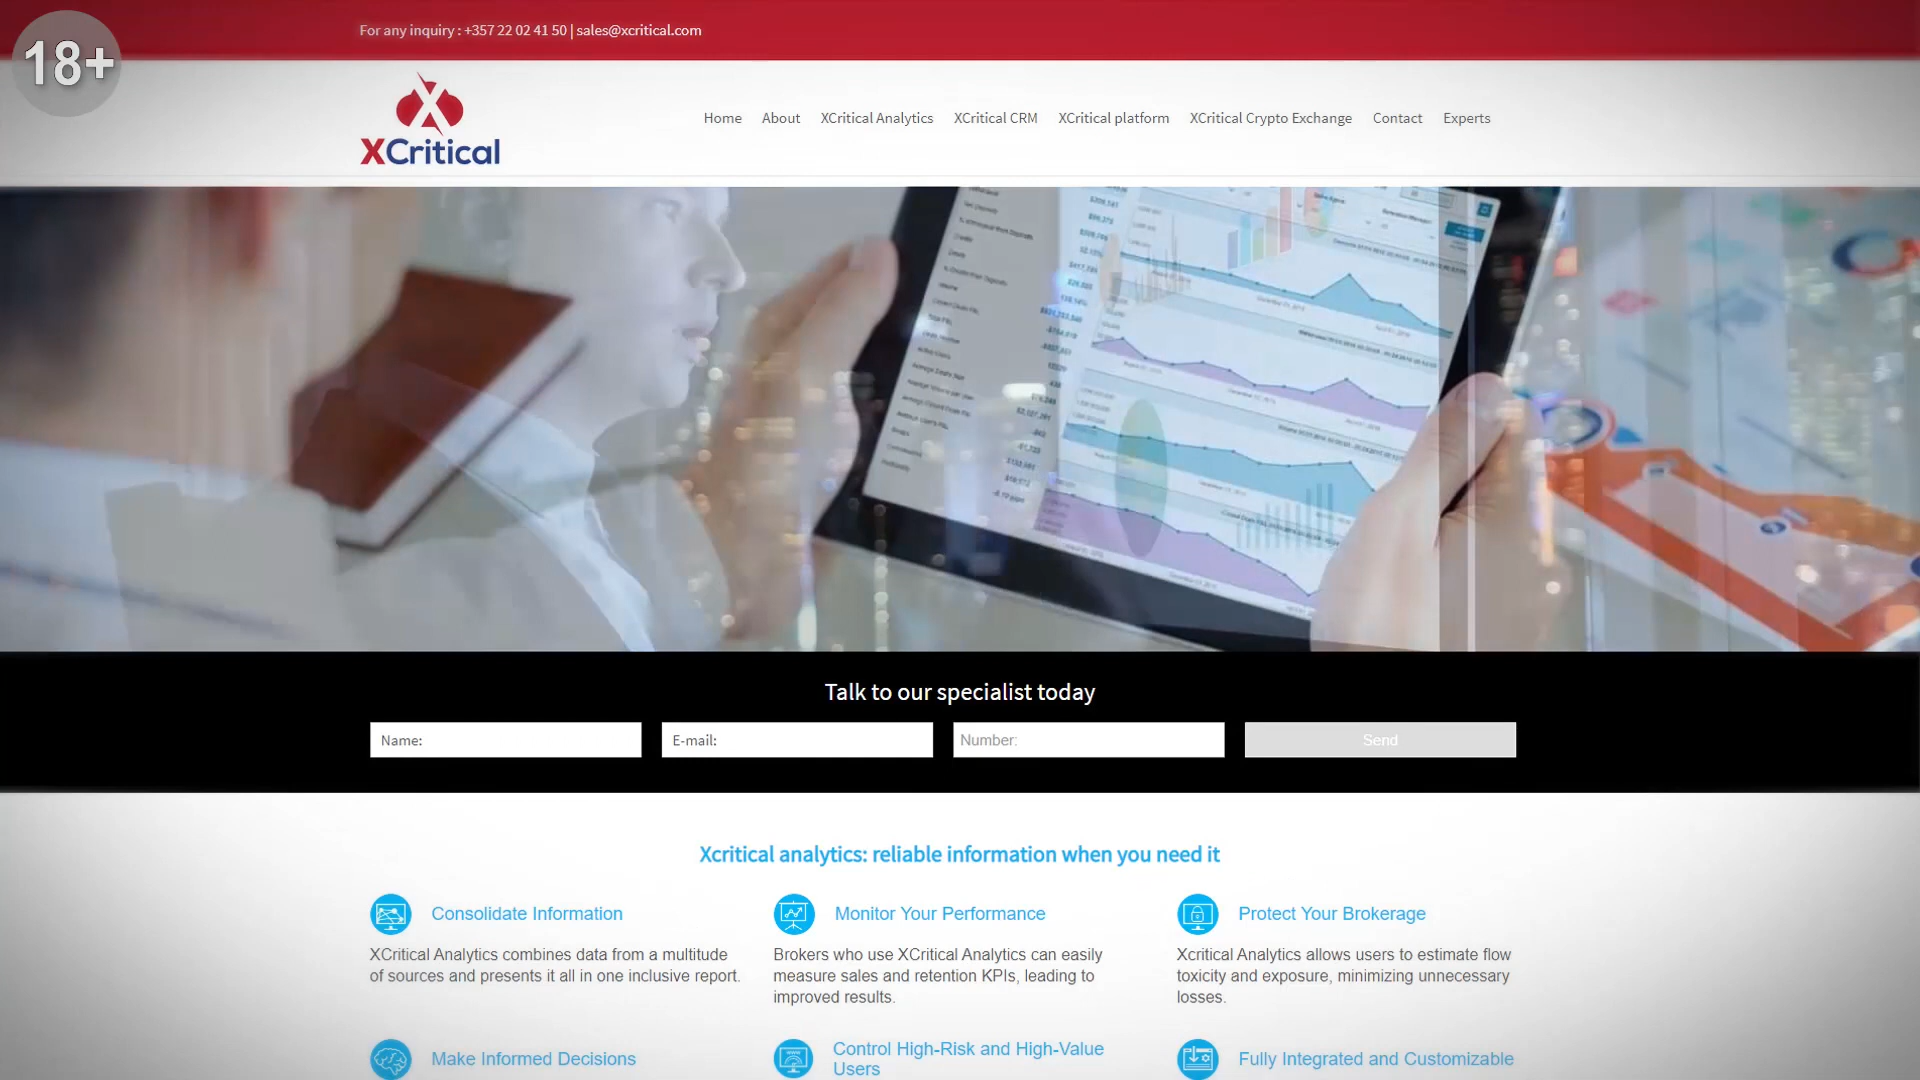 18+
For any inquiry : +357 22 02 41 50 | sales@xcritical.com
XCritical
Home About XCritical Analytics XCritical CRM XCritical platform XCritical Crypto Exchange Contact Experts
Talk to our specialist today
Name: E-mail: Number: Send
Xcritical analytics: reliable information when you need it
Consolidate Information
XCritical Analytics combines data from a multitude
of sources and presents it all in one inclusive report.
Monitor Your Performance
Brokers who use XCritical Analytics can easily
measure sales and retention KPIs, leading to
improved results.
Protect Your Brokerage
Xcritical Analytics allows users to estimate flow
toxicity and exposure, minimizing unnecessary
losses.
Make Informed Decisions
Control High-Risk and High-Value
Users
Fully Integrated and Customizable